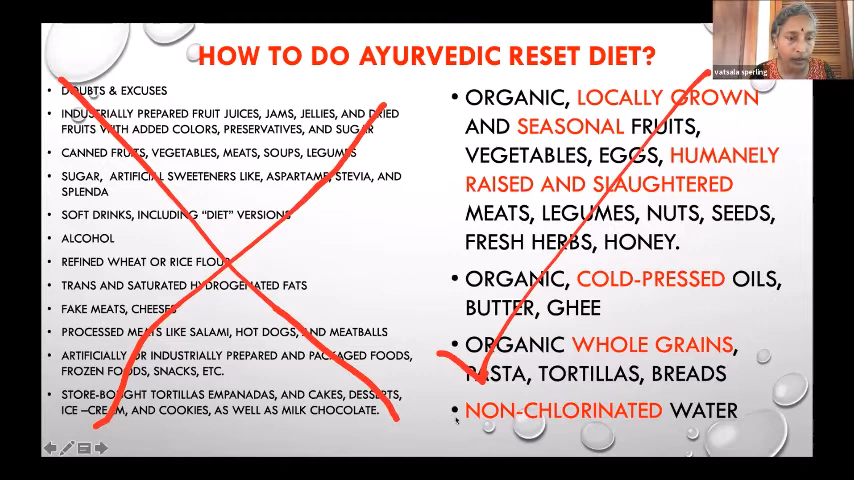 vatsala sperling
HOW TO DO AYURVEDIC RESET DIET?
• DOUBTS & EXCUSES
• INDUSTRIALLY PREPARED FRUIT JUICES, JAMS, JELLIES, AND DRIED
FRUITS WITH ADDED COLORS, PRESERVATIVES, AND SUGAR
• CANNED FRUITS, VEGETABLES, MEATS, SOUPS, LEGUMES
• SUGAR, ARTIFICIAL SWEETENERS LIKE, ASPARTAME, STEVIA, AND
SPLENDA
• SOFT DRINKS, INCLUDING "DIET" VERSIONS
• ALCOHOL
• REFINED WHEAT OR RICE FLOUR
• TRANS AND SATURATED HYDROGENATED FATS
• FAKE MEATS, CHEESES
• PROCESSED MEATS LIKE SALAMI, HOT DOGS, AND MEATBALLS
• ARTIFICIALLY OR INDUSTRIALLY PREPARED AND PACKAGED FOODS,
FROZEN FOODS, SNACKS, ETC.
• STORE-BOUGHT TORTILLAS EMPANADAS, AND CAKES, DESSERTS,
ICE –CREAM, AND COOKIES, AS WELL AS MILK CHOCOLATE.
• ORGANIC, LOCALLY GROWN
AND SEASONAL FRUITS,
VEGETABLES, EGGS, HUMANELY
RAISED AND SLAUGHTERED
MEATS, LEGUMES, NUTS, SEEDS,
FRESH HERBS, HONEY.
• ORGANIC, COLD-PRESSED OILS,
BUTTER, GHEE
• ORGANIC WHOLE GRAINS,
PASTA, TORTILLAS, BREADS
• NON-CHLORINATED WATER